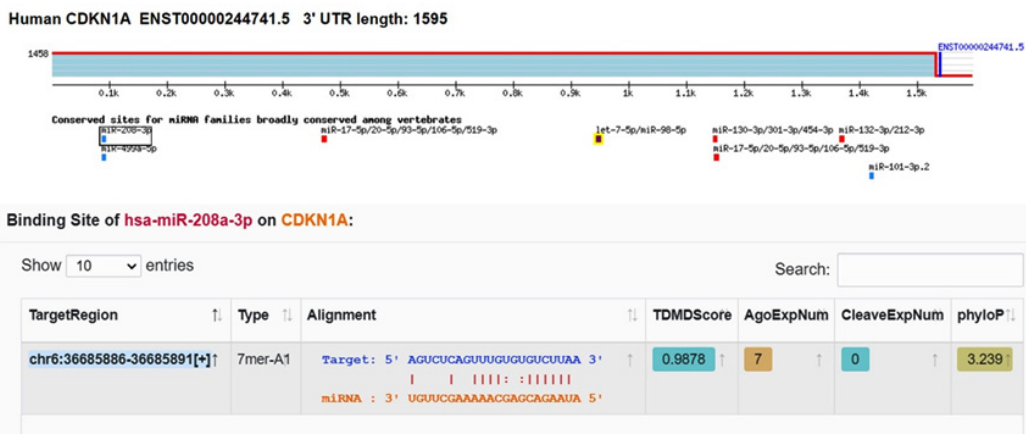 Human CDKN1A ENST00000244741.5 3' UTR length: 1595
ENST00000244741.5
1458
0.1k 0.2k 0.3k 0.4k 0.5k 0.6k 0.7k 0.8k 0.9k 1k 1.1k 1.2k 1.3k 1.4k 1.5k
Conserved sites for miRNA families broadly conserved among vertebrates
miR-208-3p miR-17-5p/20-5p/93-5p/106-5p/519-3p let-7-5p/miR-98-5p miR-130-3p/301-3p/454-3p miR-132-3p/212-3p
miR-499a-5p miR-17-5p/20-5p/93-5p/106-5p/519-3p
miR-101-3p.2
Binding Site of hsa-miR-208a-3p on CDKN1A:
Show 10 entries Search:
TargetRegion Type Alignment TDMDScore AgoExpNum CleaveExpNum phyloP
chr6:36685886-36685891[+] 7mer-A1 Target: 5' AGUCUCAGUUUGUGUGUCUUAA 3' 0.9878 7 0 3.239
| | ||||: :||||||
miRNA : 3' UGUUCGAAAAACGAGCAGAAUA 5'